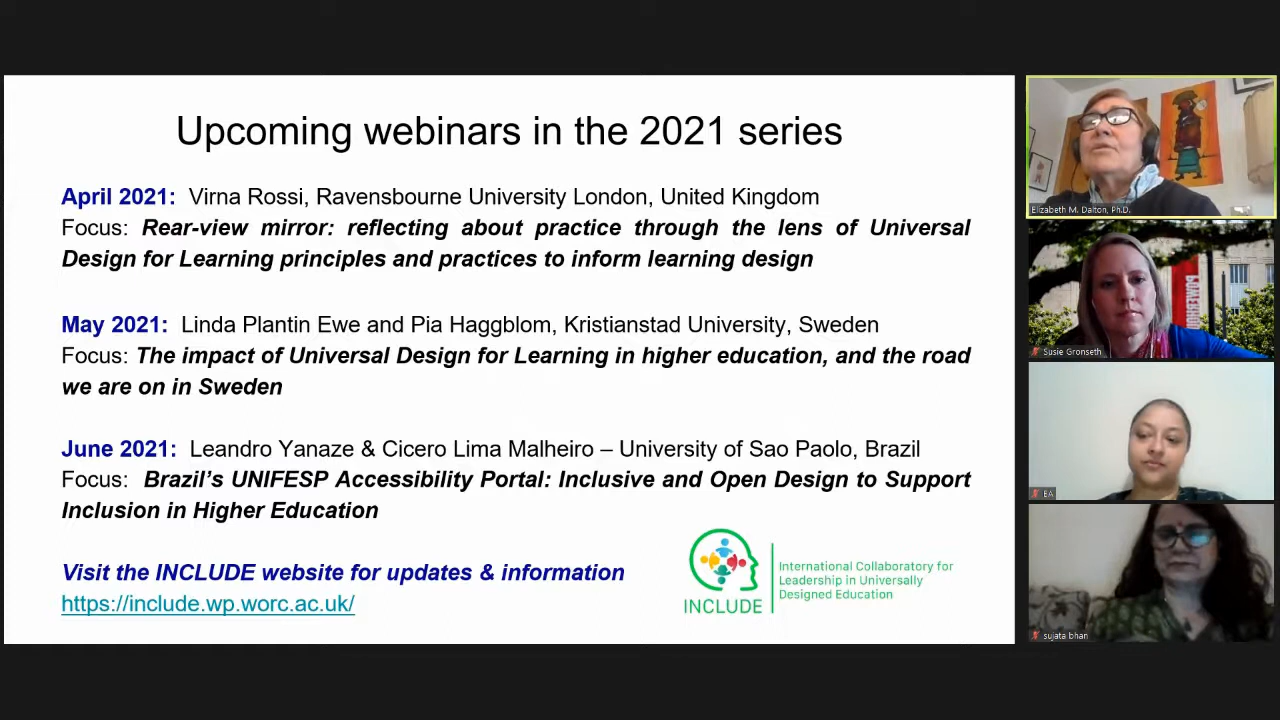 Upcoming webinars in the 2021 series
April 2021: Virna Rossi, Ravensbourne University London, United Kingdom
Focus: Rear-view mirror: reflecting about practice through the lens of Universal
Design for Learning principles and practices to inform learning design
May 2021: Linda Plantin Ewe and Pia Haggblom, Kristianstad University, Sweden
Focus: The impact of Universal Design for Learning in higher education, and the road
we are on in Sweden
June 2021: Leandro Yanaze & Cicero Lima Malheiro – University of Sao Paolo, Brazil
Focus: Brazil’s UNIFESP Accessibility Portal: Inclusive and Open Design to Support
Inclusion in Higher Education
Visit the INCLUDE website for updates & information
https://include.wp.worc.ac.uk/
INCLUDE
International Collaboratory for
Leadership in Universally
Designed Education
Elizabeth M. Dalton, Ph.D.
Susie Gronseth
EA
sujata bhan